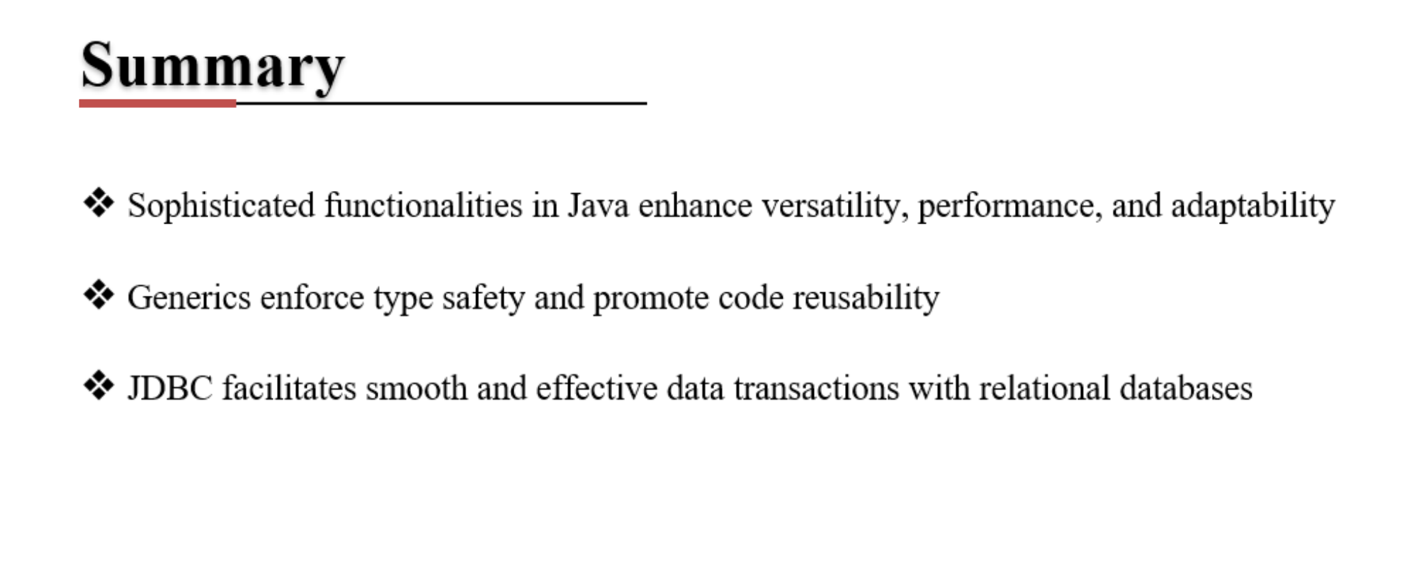 Summary
❖ Sophisticated functionalities in Java enhance versatility, performance, and adaptability
❖ Generics enforce type safety and promote code reusability
❖ JDBC facilitates smooth and effective data transactions with relational databases